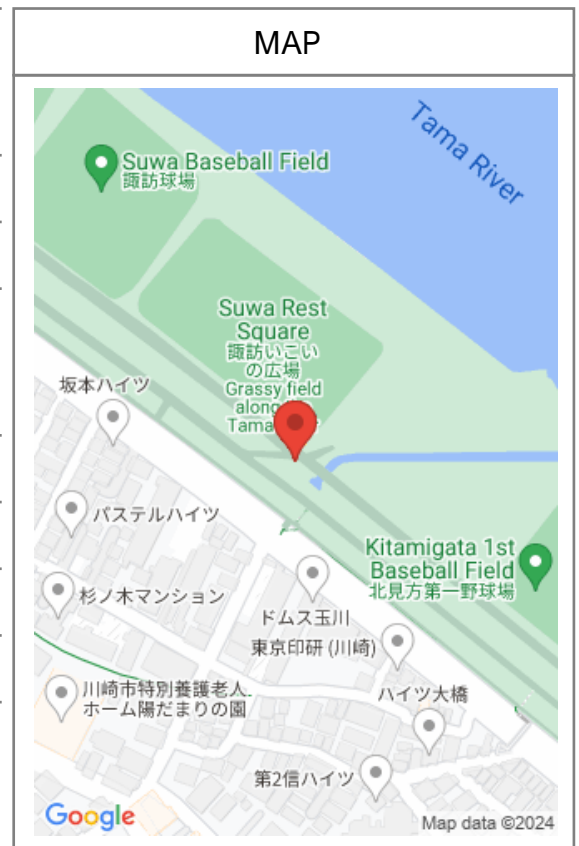 MAP
Tama River
Suwa Baseball Field
諏訪球場
Suwa Rest
Square
諏訪いこい
の広場
Grassy field
along
Tama
坂本ハイツ
パステルハイツ
Kitamigata 1st
Baseball Field
北見方第一野球場
杉ノ木マンション
ドムス玉川
東京印研 (川崎)
川崎市特別養護老人
ホーム陽だまりの園
ハイツ大橋
第2信ハイツ
Google
Map data ©2024